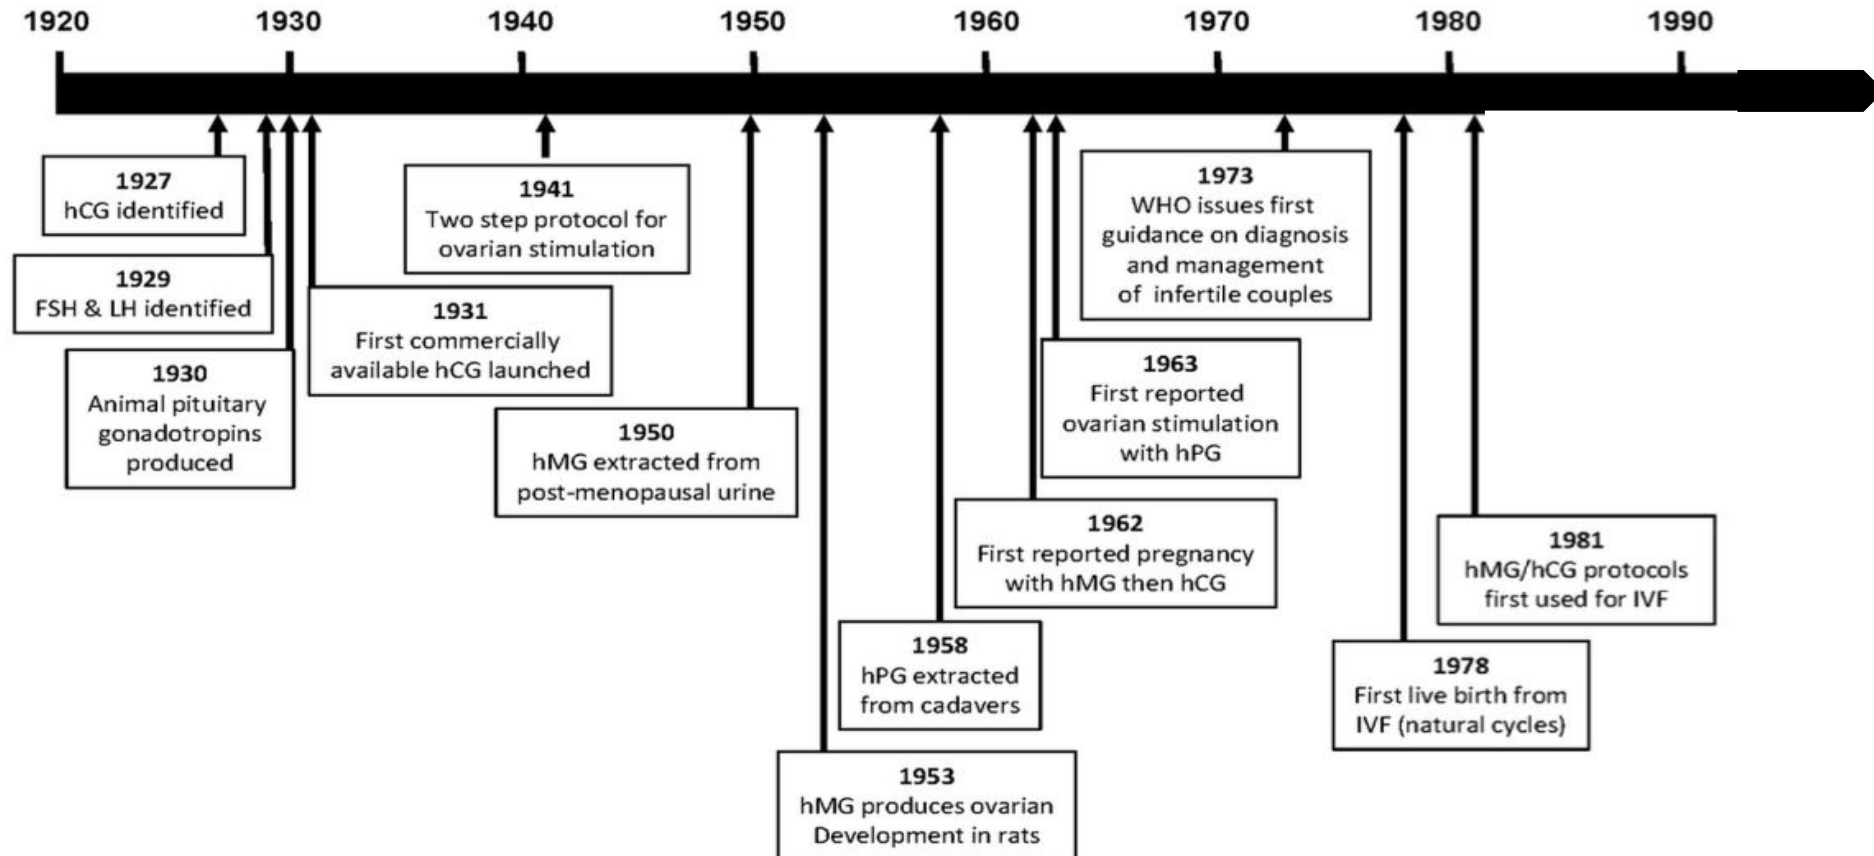 1920 1930 1940 1950 1960 1970 1980 1990
1927
hCG identified
1929
FSH & LH identified
1930
Animal pituitary
gonadotropins
produced
1931
First commercially
available hCG launched
1941
Two step protocol for
ovarian stimulation
1950
hMG extracted from
post-menopausal urine
1953
hMG produces ovarian
Development in rats
1958
hPG extracted
from cadavers
1962
First reported pregnancy
with hMG then hCG
1963
First reported
ovarian stimulation
with hPG
1973
WHO issues first
guidance on diagnosis
and management
of infertile couples
1978
First live birth from
IVF (natural cycles)
1981
hMG/hCG protocols
first used for IVF